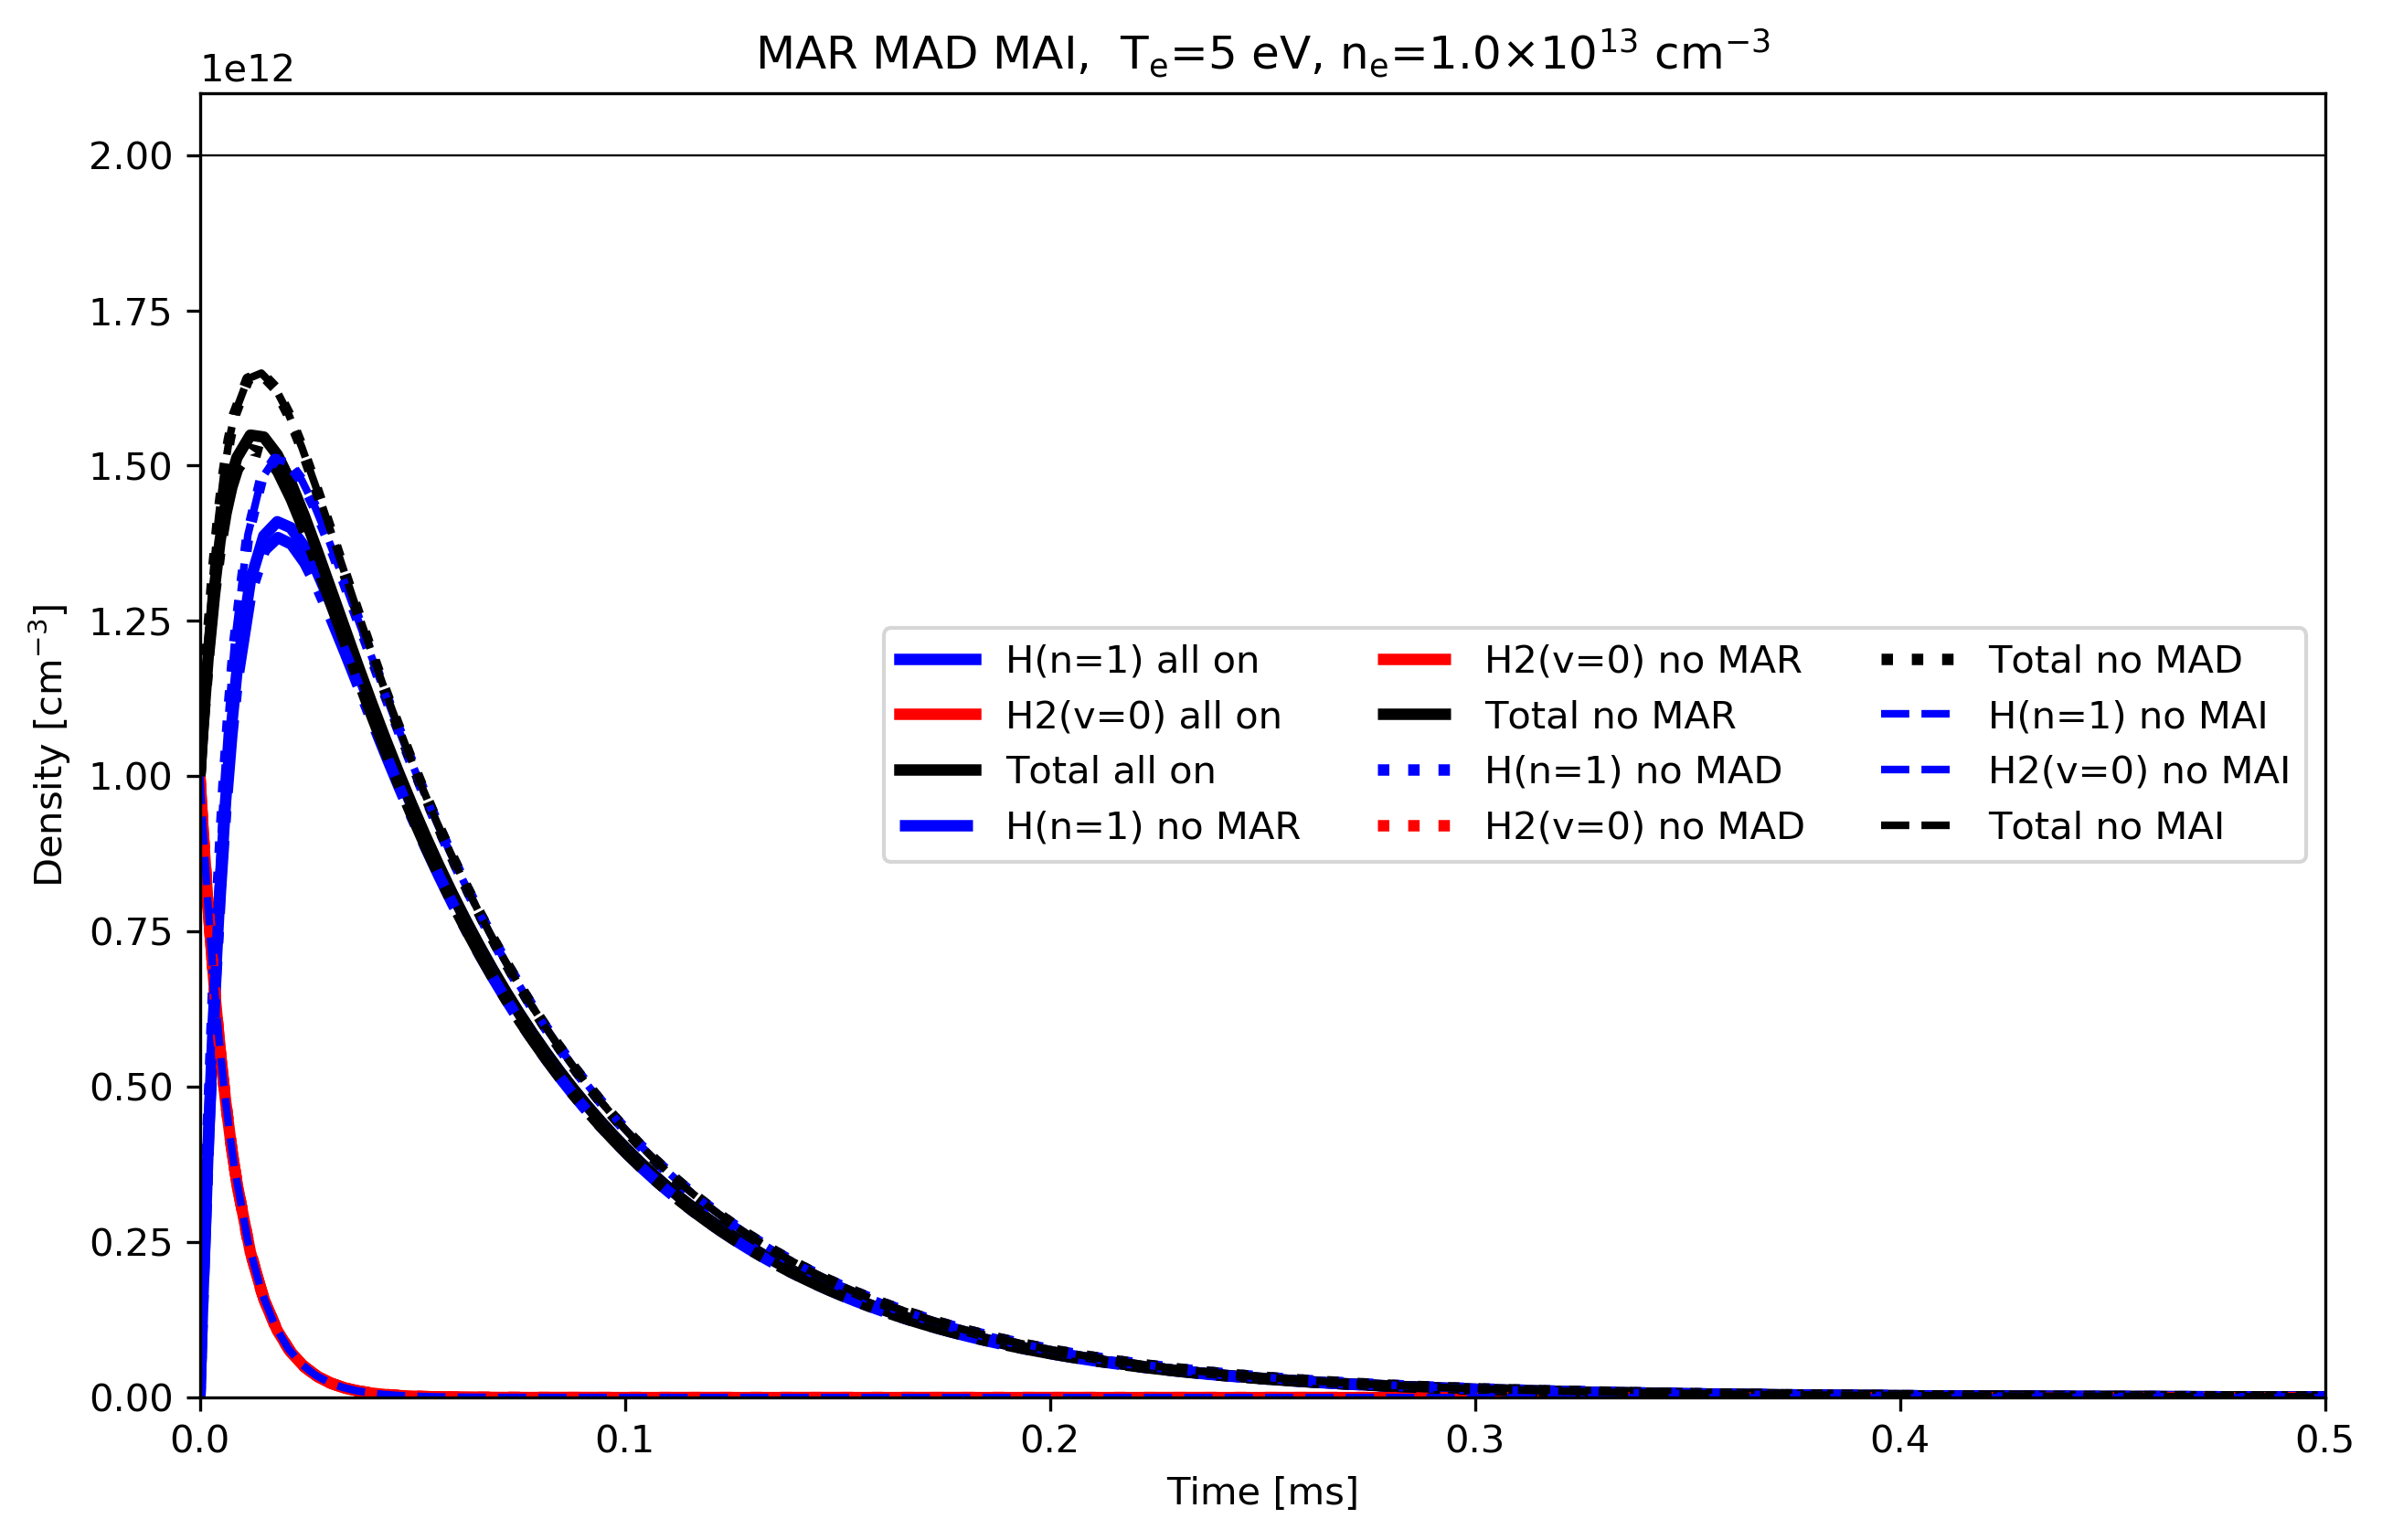 MAR MAD MAI, Tₑ=5 eV, nₑ=1.0×10¹³ cm⁻³
1e12
2.00
1.75
1.50
1.25
1.00
0.75
0.50
0.25
0.00
Density [cm⁻³]
H(n=1) all on
H2(v=0) all on
Total all on
H(n=1) no MAR
H2(v=0) no MAR
Total no MAR
H(n=1) no MAD
H2(v=0) no MAD
Total no MAD
H(n=1) no MAI
H2(v=0) no MAI
Total no MAI
0.0 0.1 0.2 0.3 0.4 0.5
Time [ms]